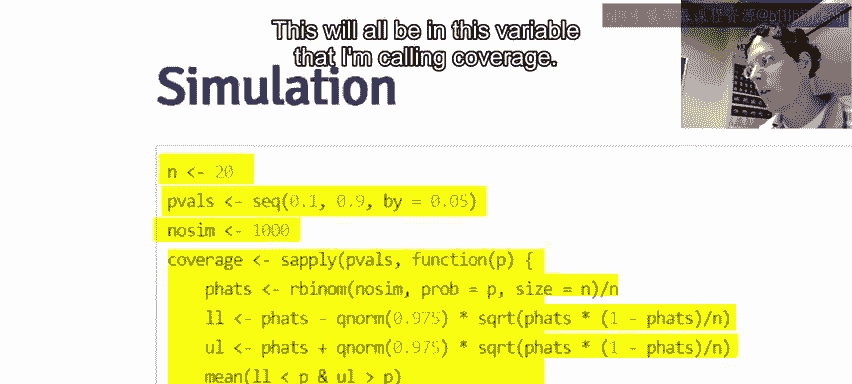 This will all be in this variable
that I'm calling coverage.
Simulation
n <- 20
pvals <- seq(0.1, 0.9, by = 0.05)
nosim <- 1000
coverage <- sapply(pvals, function(p) {
    phats <- rbinom(nosim, prob = p, size = n)/n
    ll <- phats - qnorm(0.975) * sqrt(phats * (1 - phats)/n)
    ul <- phats + qnorm(0.975) * sqrt(phats * (1 - phats)/n)
    mean(ll < p & ul > p)